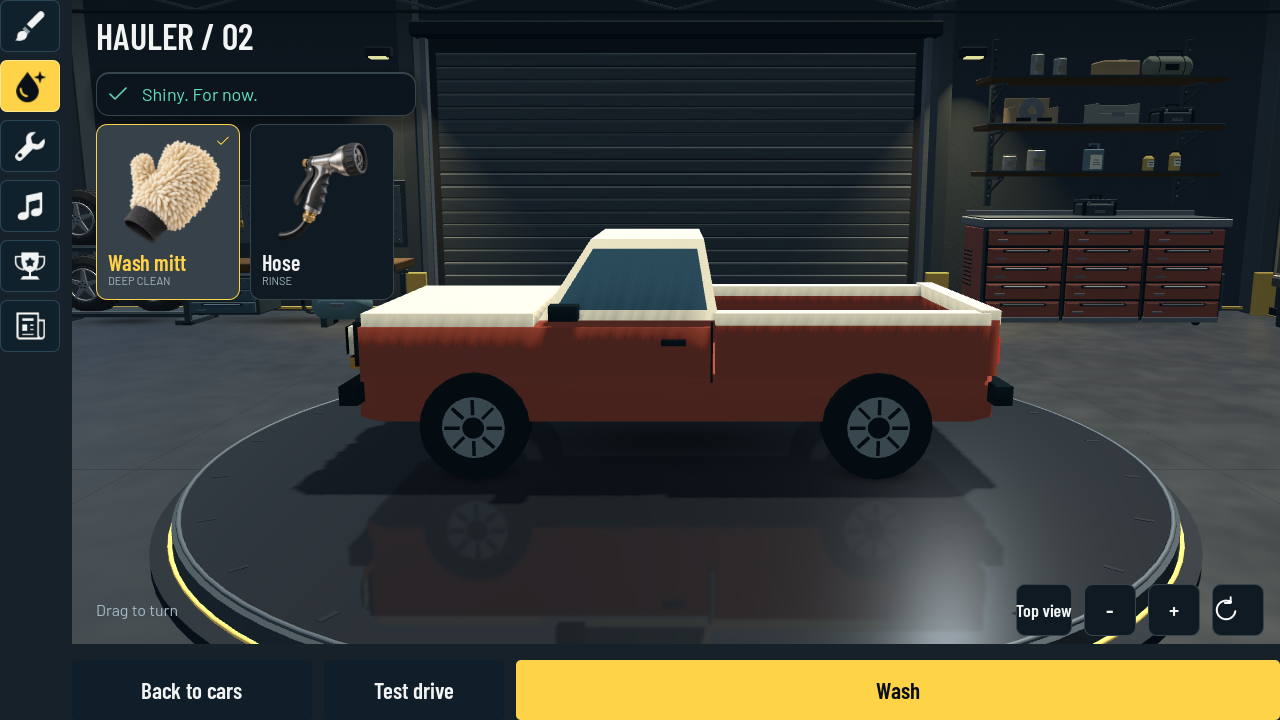 HAULER / 02
Shiny. For now.
Wash mitt
DEEP CLEAN
Hose
RINSE
Drag to turn
Top view
-
+
Back to cars
Test drive
Wash